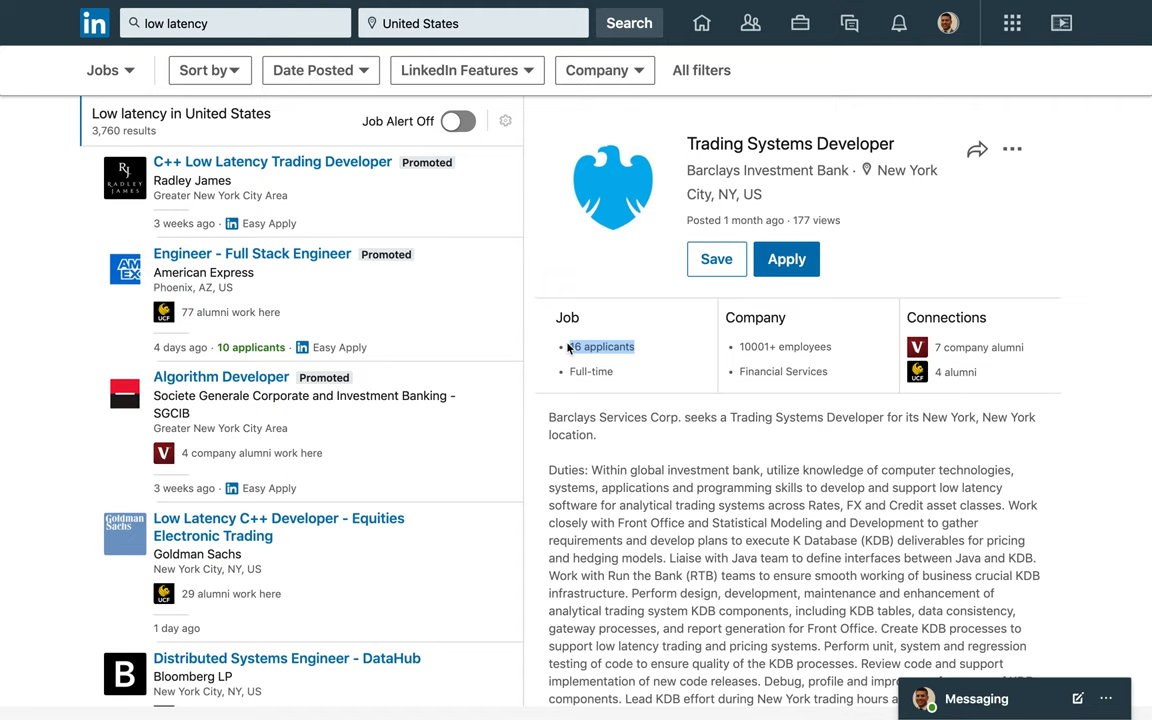 in
low latency
United States
Search
Jobs
Sort by
Date Posted
LinkedIn Features
Company
All filters
Low latency in United States
3,760 results
Job Alert Off
RADLEY
JAMES
C++ Low Latency Trading Developer Promoted
Radley James
Greater New York City Area
3 weeks ago · in Easy Apply
AM
EX
Engineer - Full Stack Engineer Promoted
American Express
Phoenix, AZ, US
UCF
77 alumni work here
4 days ago · 10 applicants · in Easy Apply
Algorithm Developer Promoted
Societe Generale Corporate and Investment Banking -
SGCIB
Greater New York City Area
V
4 company alumni work here
3 weeks ago · in Easy Apply
Goldman
Sachs
Low Latency C++ Developer - Equities
Electronic Trading
Goldman Sachs
New York City, NY, US
UCF
29 alumni work here
1 day ago
B
Distributed Systems Engineer - DataHub
Bloomberg LP
New York City, NY, US
Trading Systems Developer
Barclays Investment Bank · New York
City, NY, US
Posted 1 month ago · 177 views
Save
Apply
Job
applicants
• Full-time
Company
• 10001+ employees
• Financial Services
Connections
V
7 company alumni
UCF
4 alumni
Barclays Services Corp. seeks a Trading Systems Developer for its New York, New York
location.
Duties: Within global investment bank, utilize knowledge of computer technologies,
systems, applications and programming skills to develop and support low latency
software for analytical trading systems across Rates, FX and Credit asset classes. Work
closely with Front Office and Statistical Modeling and Development to gather
requirements and develop plans to execute K Database (KDB) deliverables for pricing
and hedging models. Liaise with Java team to define interfaces between Java and KDB.
Work with Run the Bank (RTB) teams to ensure smooth working of business crucial KDB
infrastructure. Perform design, development, maintenance and enhancement of
analytical trading system KDB components, including KDB tables, data consistency,
gateway processes, and report generation for Front Office. Create KDB processes to
support low latency trading and pricing systems. Perform unit, system and regression
testing of code to ensure quality of the KDB processes. Review code and support
implementation of new code releases. Debug, profile and
components. Lead KDB effort during New York trading hours
Messaging